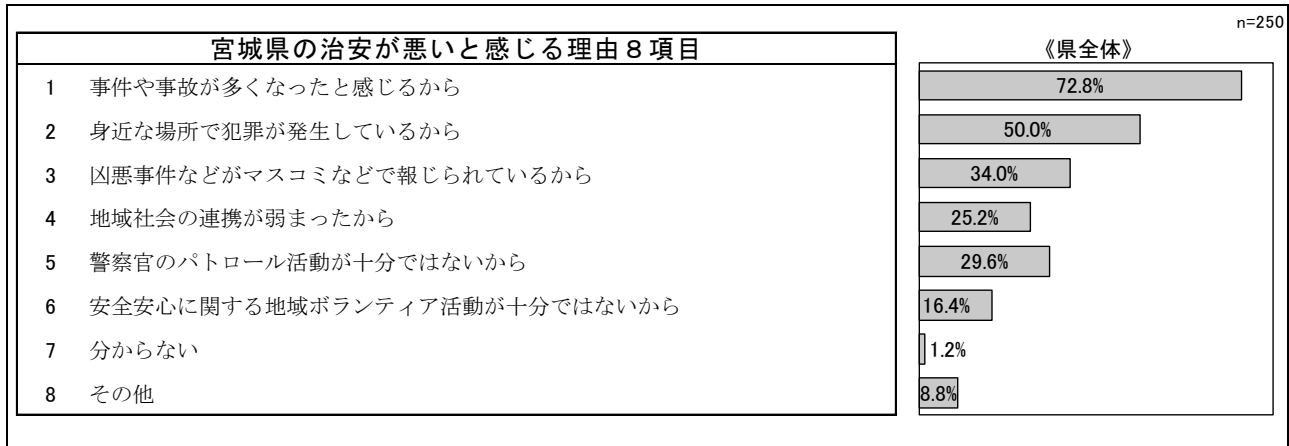 n=250
宮城県の治安が悪いと感じる理由8項目 《県全体》
1 事件や事故が多くなったと感じるから 72.8%
2 身近な場所で犯罪が発生しているから 50.0%
3 凶悪事件などがマスコミなどで報じられているから 34.0%
4 地域社会の連携が弱まったから 25.2%
5 警察官のパトロール活動が十分ではないから 29.6%
6 安全安心に関する地域ボランティア活動が十分ではないから 16.4%
7 分からない 1.2%
8 その他 8.8%